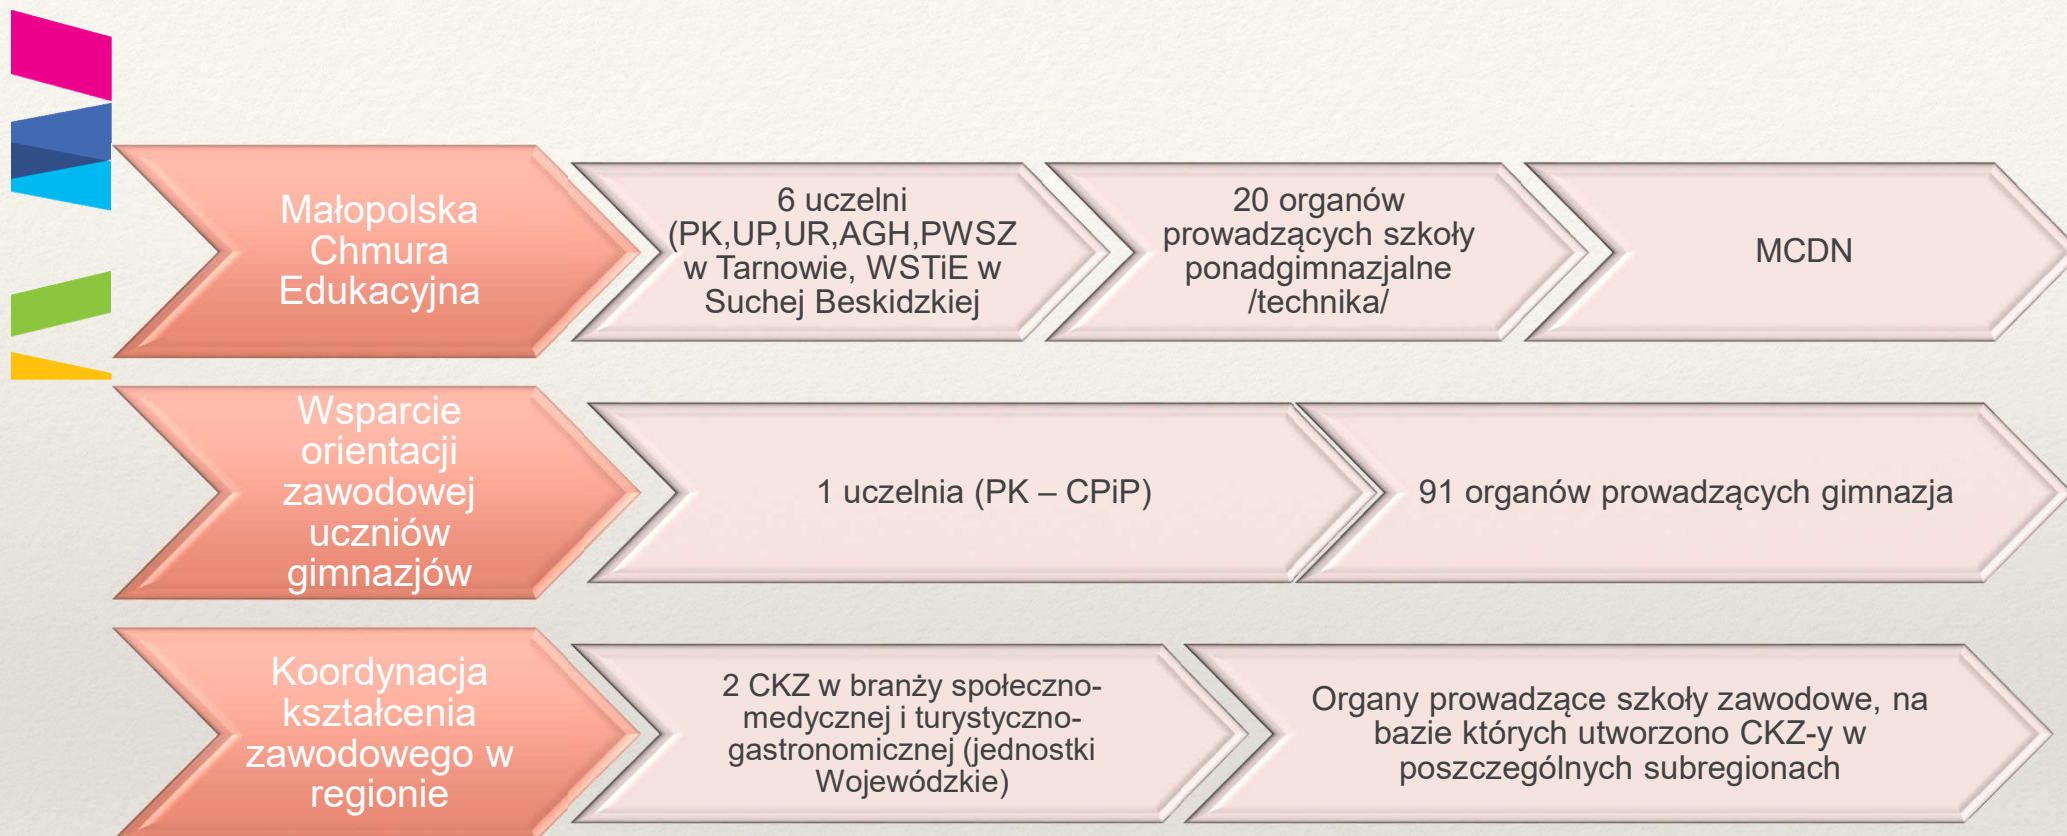 Małopolska
Chmura
Edukacyjna
6 uczelni
(PK,UP,UR,AGH,PWSZ
w Tarnowie, WSTiE w
Suchej Beskidzkiej
20 organów
prowadzących szkoły
ponadgimnazjalne
/technika/
MCDN
Wsparcie
orientacji
zawodowej
uczniów
gimnazjów
1 uczelnia (PK – CPiP)
91 organów prowadzących gimnazja
Koordynacja
kształcenia
zawodowego w
regionie
2 CKZ w branży społeczno-
medycznej i turystyczno-
gastronomicznej (jednostki
Wojewódzkie)
Organy prowadzące szkoły zawodowe, na
bazie których utworzono CKZ-y w
poszczególnych subregionach